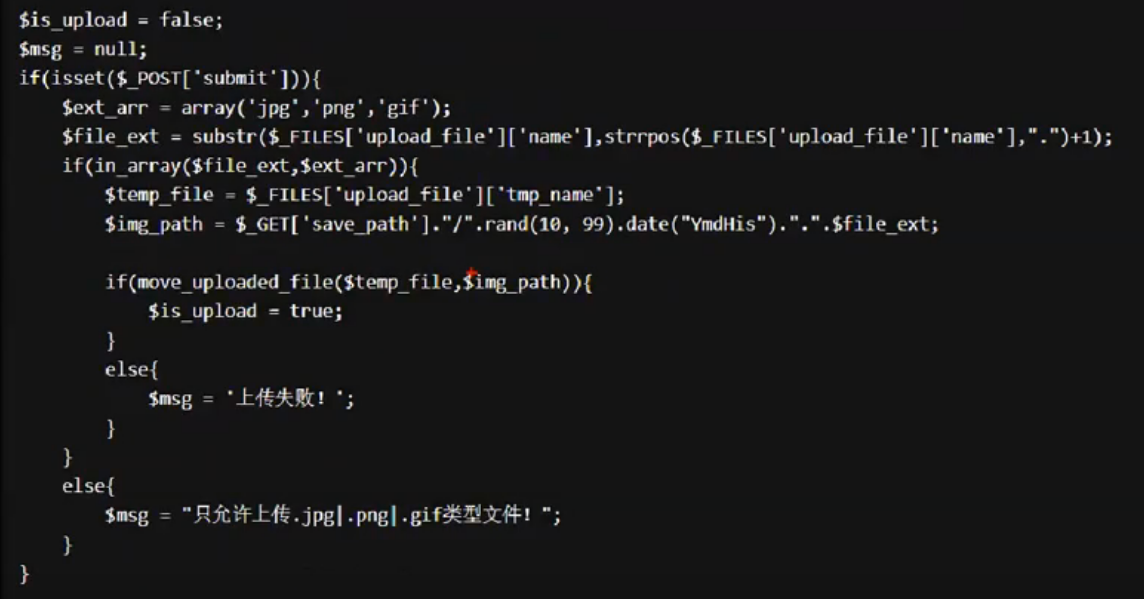 $is_upload = false;
$msg = null;
if(isset($_POST['submit'])){
    $ext_arr = array('jpg','png','gif');
    $file_ext = substr($_FILES['upload_file']['name'],strrpos($_FILES['upload_file']['name'],".")+1);
    if(in_array($file_ext,$ext_arr)){
        $temp_file = $_FILES['upload_file']['tmp_name'];
        $img_path = $_GET['save_path']."/".rand(10, 99).date("YmdHis").".".$file_ext;
        if(move_uploaded_file($temp_file,$img_path)){
            $is_upload = true;
        }
        else{
            $msg = '上传失败！';
        }
    }
    else{
        $msg = "只允许上传.jpg|.png|.gif类型文件！";
    }
}